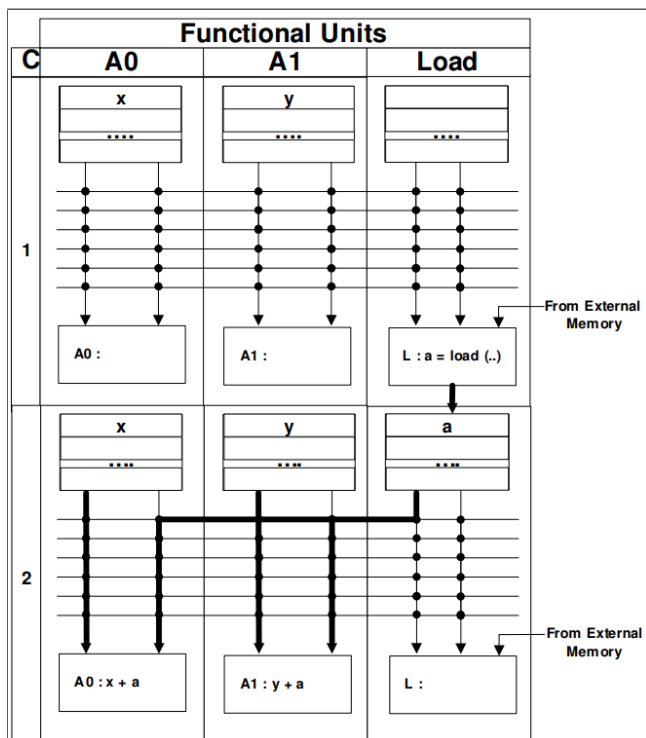 Functional Units
C A0 A1 Load
x y
.... .... ....
1
From External
Memory
A0 : A1 : L : a = load (..)
x y a
.... .... ....
2
From External
Memory
A0 : x + a A1 : y + a L :